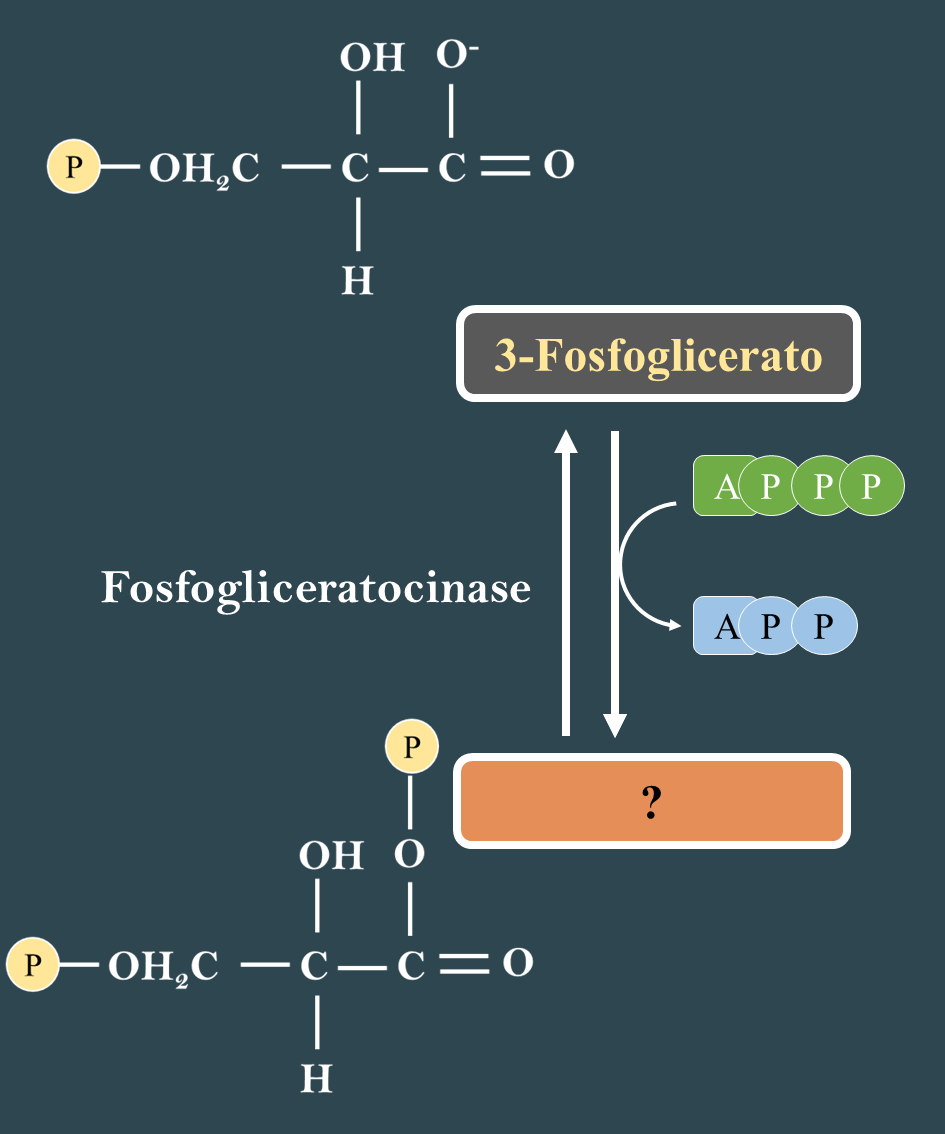 OH O⁻
P OH₂C C C O
H
3-Fosfoglicerato
A P P P
Fosfogliceratocinase
A P P
P
?
OH O
P OH₂C C C O
H